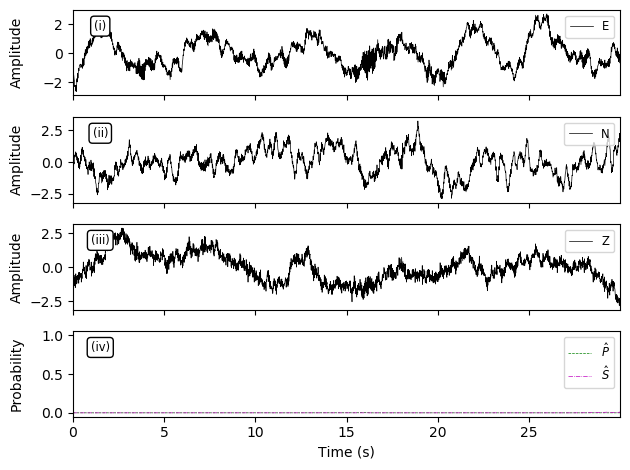 Amplitude
2
0
−2
(i)
E
Amplitude
2.5
0.0
−2.5
(ii)
N
Amplitude
2.5
0.0
−2.5
(iii)
Z
Probability
1.0
0.5
0.0
(iv)
P̂
Ŝ
0 5 10 15 20 25
Time (s)